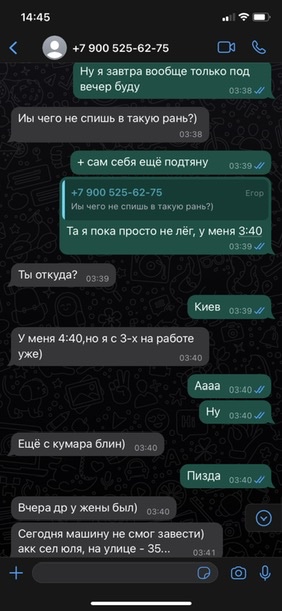 14:45
+7 900 525-62-75
Ну я завтра вообще только под
вечер буду
03:38
Иы чего не спишь в такую рань?)
03:38
+ сам себя ещё подтяну
03:39
+7 900 525-62-75
Егор
Иы чего не спишь в такую рань?)
Та я пока просто не лёг, у меня 3:40
03:39
Ты откуда?
03:39
Киев
03:39
У меня 4:40,но я с 3-х на работе
уже)
03:40
Аааа
03:40
Ну
03:40
Ещё с кумара блин)
03:40
Пизда
03:40
Вчера др у жены был)
03:40
Сегодня машину не смог завести)
акк сел юля, на улице - 35...
03:41